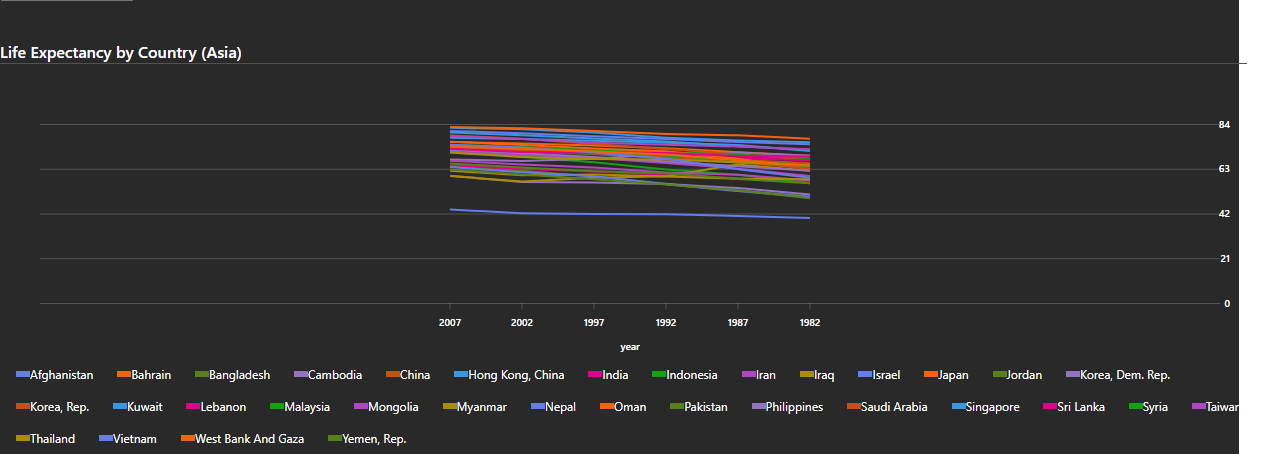 Life Expectancy by Country (Asia)
84
63
42
21
0
2007 2002 1997 1992 1987 1982
year
Afghanistan Bahrain Bangladesh Cambodia China Hong Kong, China India Indonesia Iran Iraq Israel Japan Jordan Korea, Dem. Rep.
Korea, Rep. Kuwait Lebanon Malaysia Mongolia Myanmar Nepal Oman Pakistan Philippines Saudi Arabia Singapore Sri Lanka Syria Taiwan
Thailand Vietnam West Bank And Gaza Yemen, Rep.